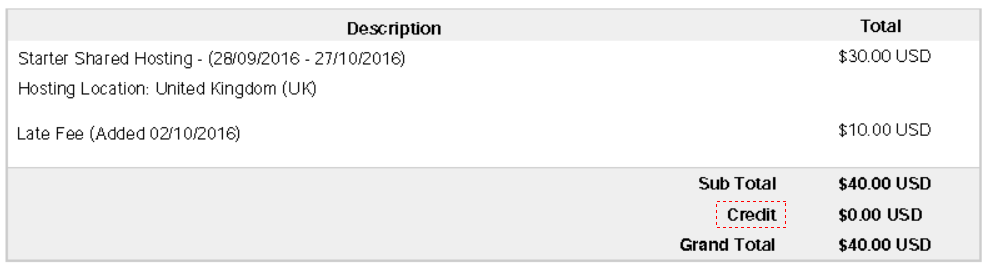 Description Total
Starter Shared Hosting - (28/09/2016 - 27/10/2016) $30.00 USD
Hosting Location: United Kingdom (UK)
Late Fee (Added 02/10/2016) $10.00 USD
Sub Total $40.00 USD
Credit $0.00 USD
Grand Total $40.00 USD